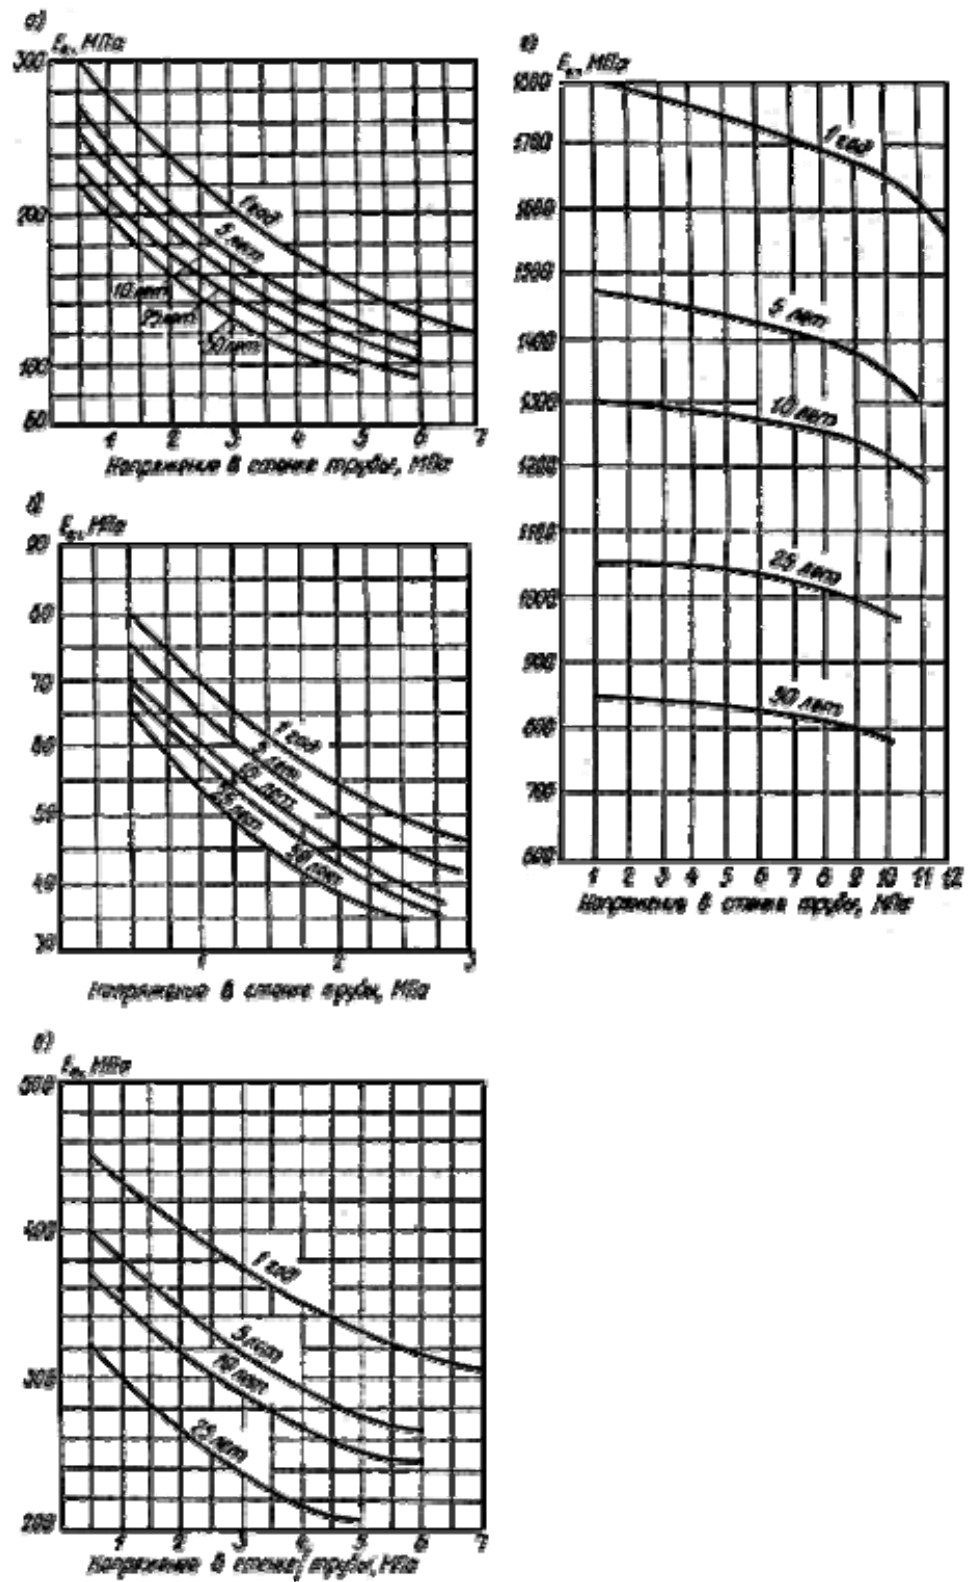 а)
МПа
300
200
100
60
1 год
5 лет
10 лет
25 лет
50 лет
1 2 3 4 5 6 7
Напряжение в стенке трубы, МПа
МПа
90
80
70
60
50
40
30
1 год
5 лет
10 лет
25 лет
50 лет
1 2 3
Напряжение в стенке трубы, МПа
в)
МПа
500
400
300
200
1 год
5 лет
10 лет
25 лет
1 2 3 4 5 6 7
Напряжение в стенке трубы, МПа
МПа
1800
1700
1600
1500
1400
1300
1200
1100
1000
900
800
700
600
1 год
5 лет
10 лет
25 лет
50 лет
1 2 3 4 5 6 7 8 9 10 11 12
Напряжение в стенке трубы, МПа